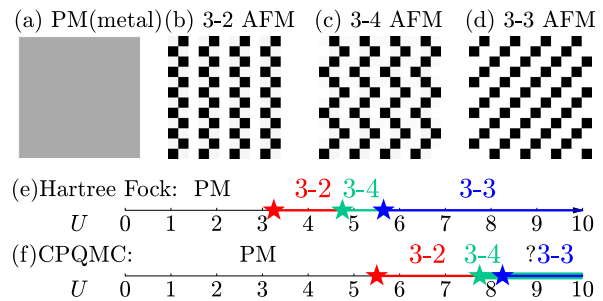 (a) PM(metal) (b) 3-2 AFM (c) 3-4 AFM (d) 3-3 AFM
(e)Hartree Fock: PM 3-2 3-4 3-3
U 0 1 2 3 4 5 6 7 8 9 10
(f)CPQMC: PM 3-2 3-4 ?3-3
U 0 1 2 3 4 5 6 7 8 9 10